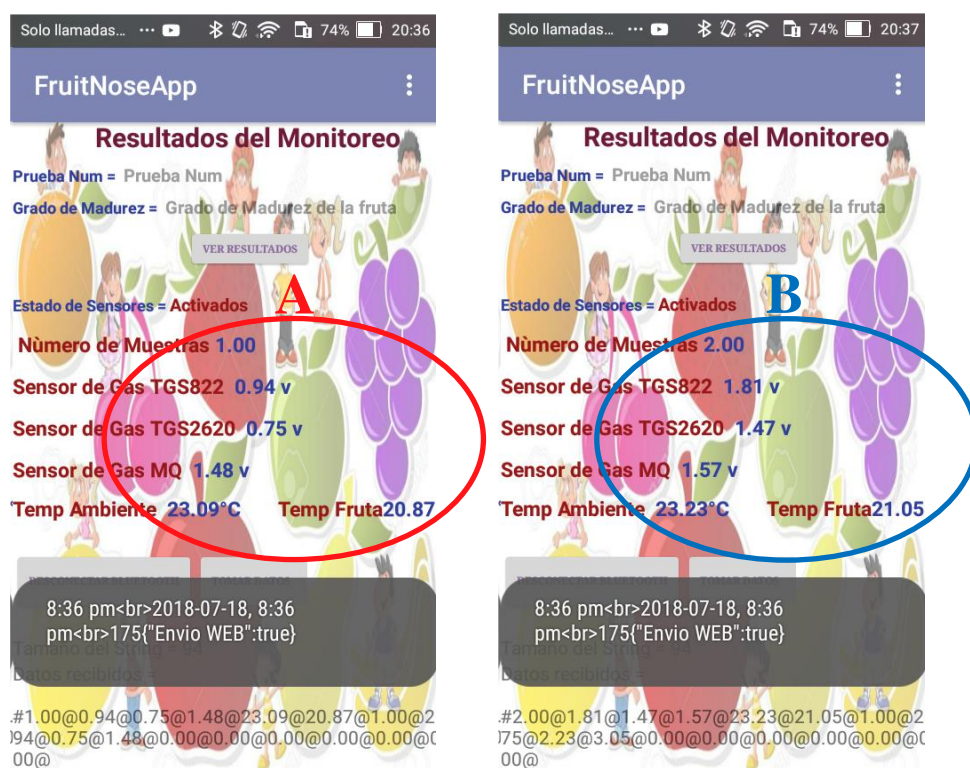 Solo llamadas... ••• 74% 20:36
FruitNoseApp
Resultados del Monitoreo
Prueba Num = Prueba Num
Grado de Madurez = Grado de Madurez de la fruta
VER RESULTADOS
A
Estado de Sensores = Activados
Nùmero de Muestras 1.00
Sensor de Gas TGS822 0.94 v
Sensor de Gas TGS2620 0.75 v
Sensor de Gas MQ 1.48 v
Temp Ambiente 23.09°C Temp Fruta20.87
8:36 pm<br>2018-07-18, 8:36
pm<br>175{"Envio WEB":true}
Tamaño del String = 94
Datos recibidos =
.#1.00@0.94@0.75@1.48@23.09@20.87@1.00@2
94@0.75@1.48@0.00@0.00@0.00@0.00@0.00@
00@
Solo llamadas... ••• 74% 20:37
FruitNoseApp
Resultados del Monitoreo
Prueba Num = Prueba Num
Grado de Madurez = Grado de Madurez de la fruta
VER RESULTADOS
B
Estado de Sensores = Activados
Nùmero de Muestras 2.00
Sensor de Gas TGS822 1.81 v
Sensor de Gas TGS2620 1.47 v
Sensor de Gas MQ 1.57 v
Temp Ambiente 23.23°C Temp Fruta21.05
8:36 pm<br>2018-07-18, 8:36
pm<br>175{"Envio WEB":true}
Tamaño del String = 94
Datos recibidos =
.#2.00@1.81@1.47@1.57@23.23@21.05@1.00@2
75@2.23@3.05@0.00@0.00@0.00@0.00@0.00@
00@